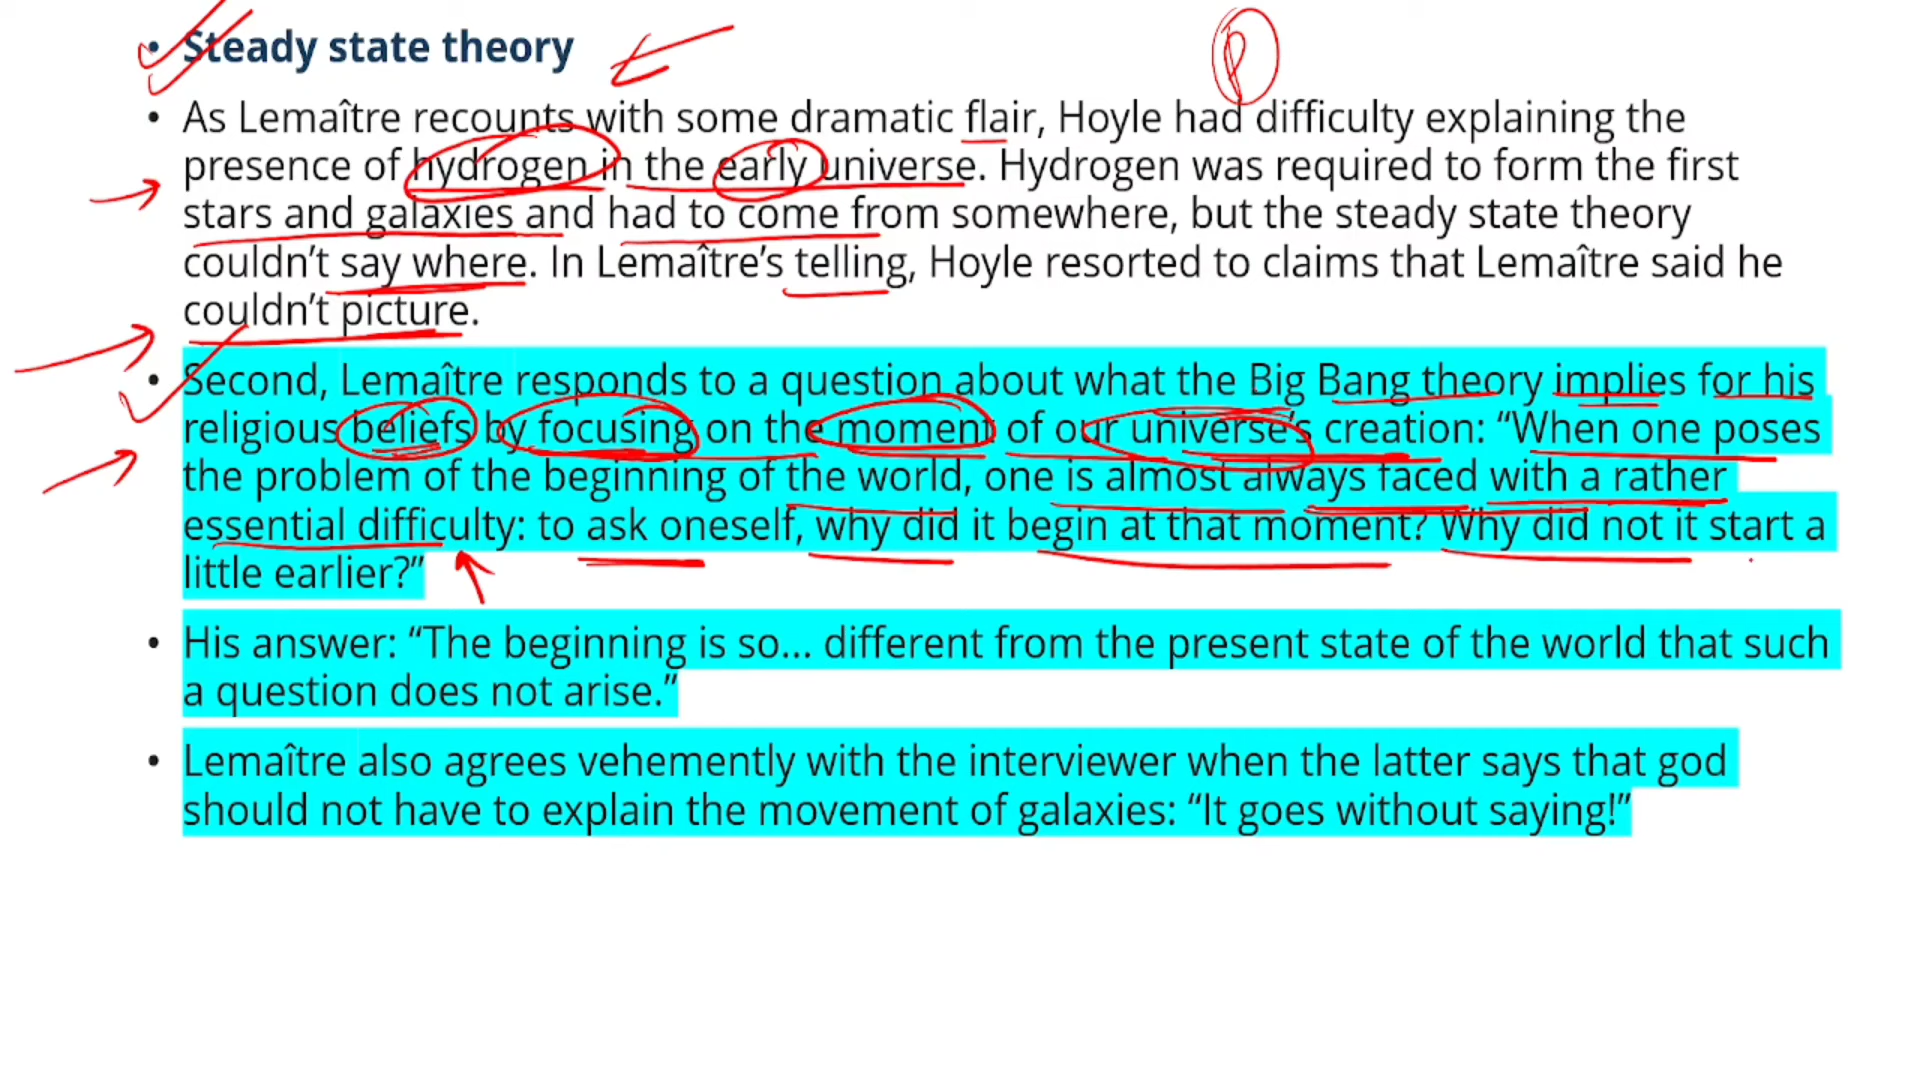 • Steady state theory
• As Lemaître recounts with some dramatic flair, Hoyle had difficulty explaining the
presence of hydrogen in the early universe. Hydrogen was required to form the first
stars and galaxies and had to come from somewhere, but the steady state theory
couldn’t say where. In Lemaître’s telling, Hoyle resorted to claims that Lemaître said he
couldn’t picture.
• Second, Lemaître responds to a question about what the Big Bang theory implies for his
religious beliefs by focusing on the moment of our universe’s creation: “When one poses
the problem of the beginning of the world, one is almost always faced with a rather
essential difficulty: to ask oneself, why did it begin at that moment? Why did not it start a
little earlier?”
• His answer: “The beginning is so... different from the present state of the world that such
a question does not arise.”
• Lemaître also agrees vehemently with the interviewer when the latter says that god
should not have to explain the movement of galaxies: “It goes without saying!”